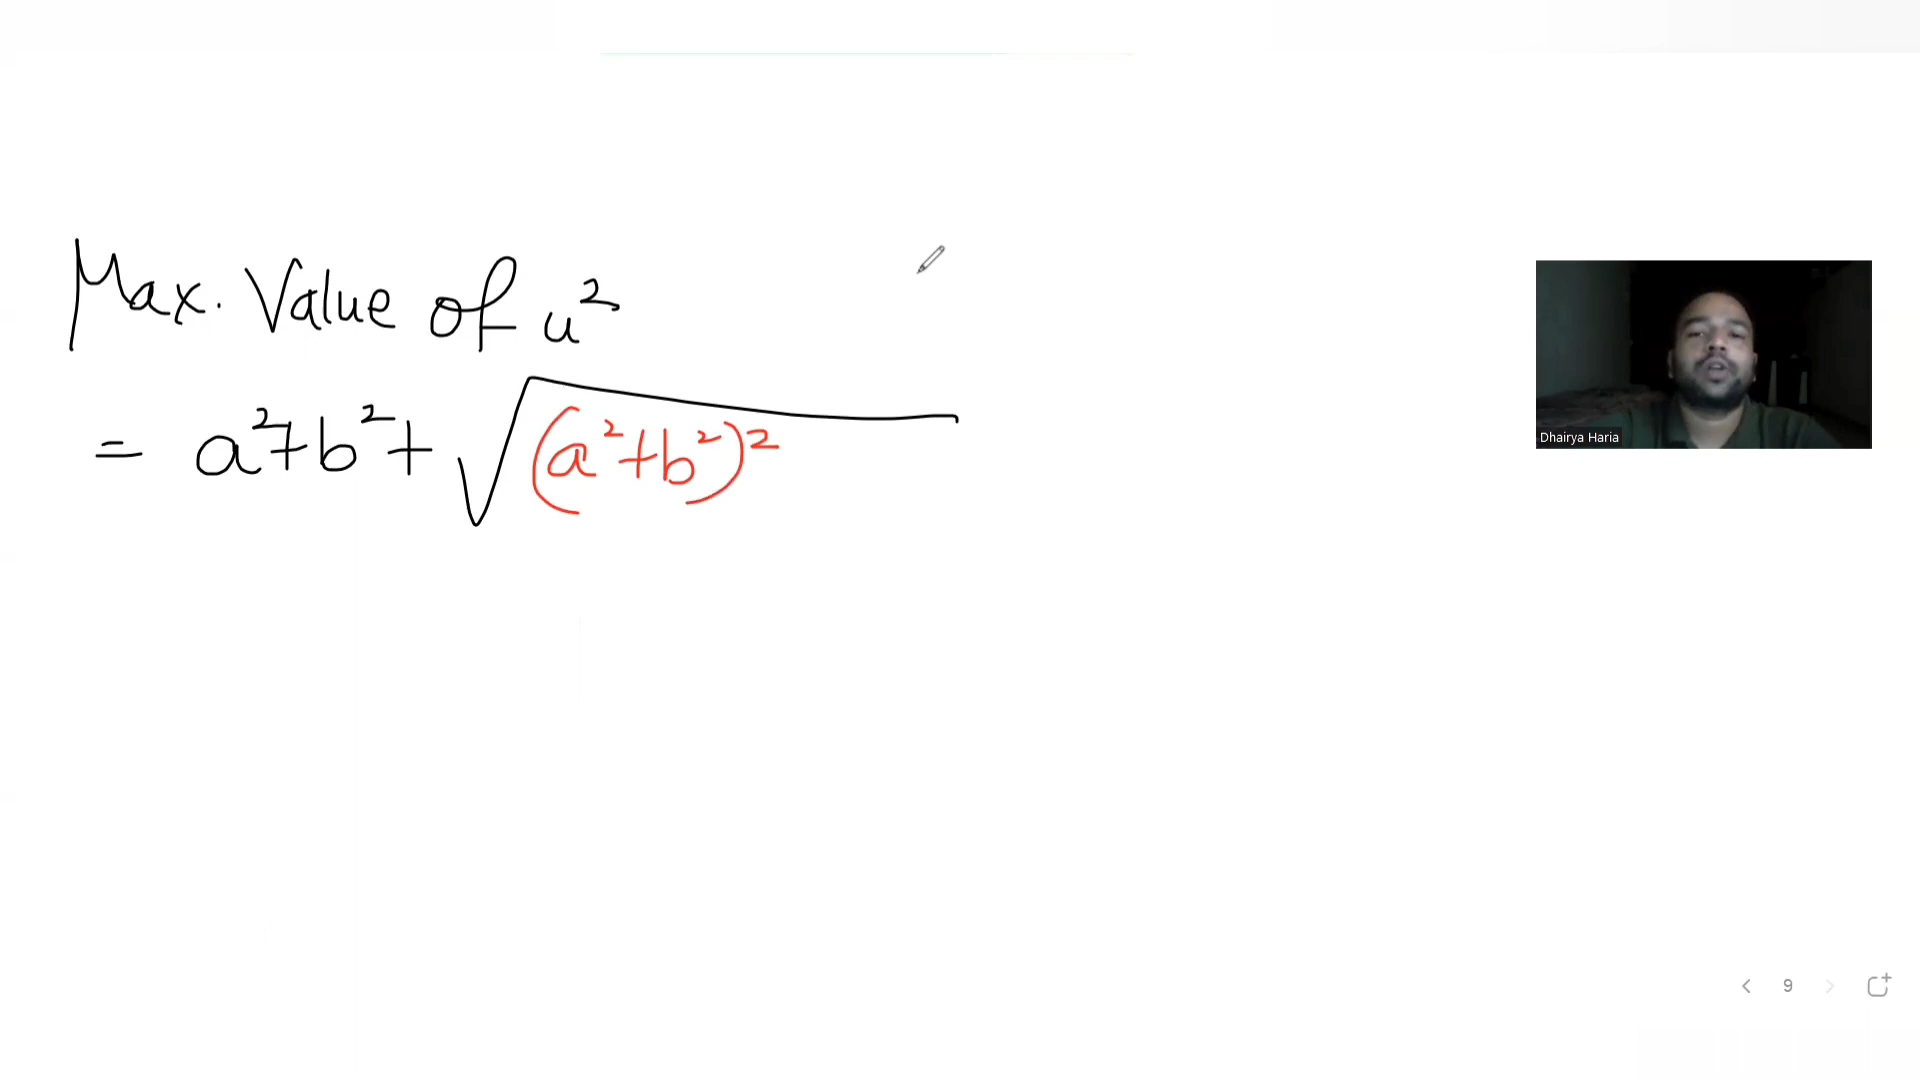 Max. Value of u²
= a²+b²+√(a²+b²)²
Dhairya Haria
9